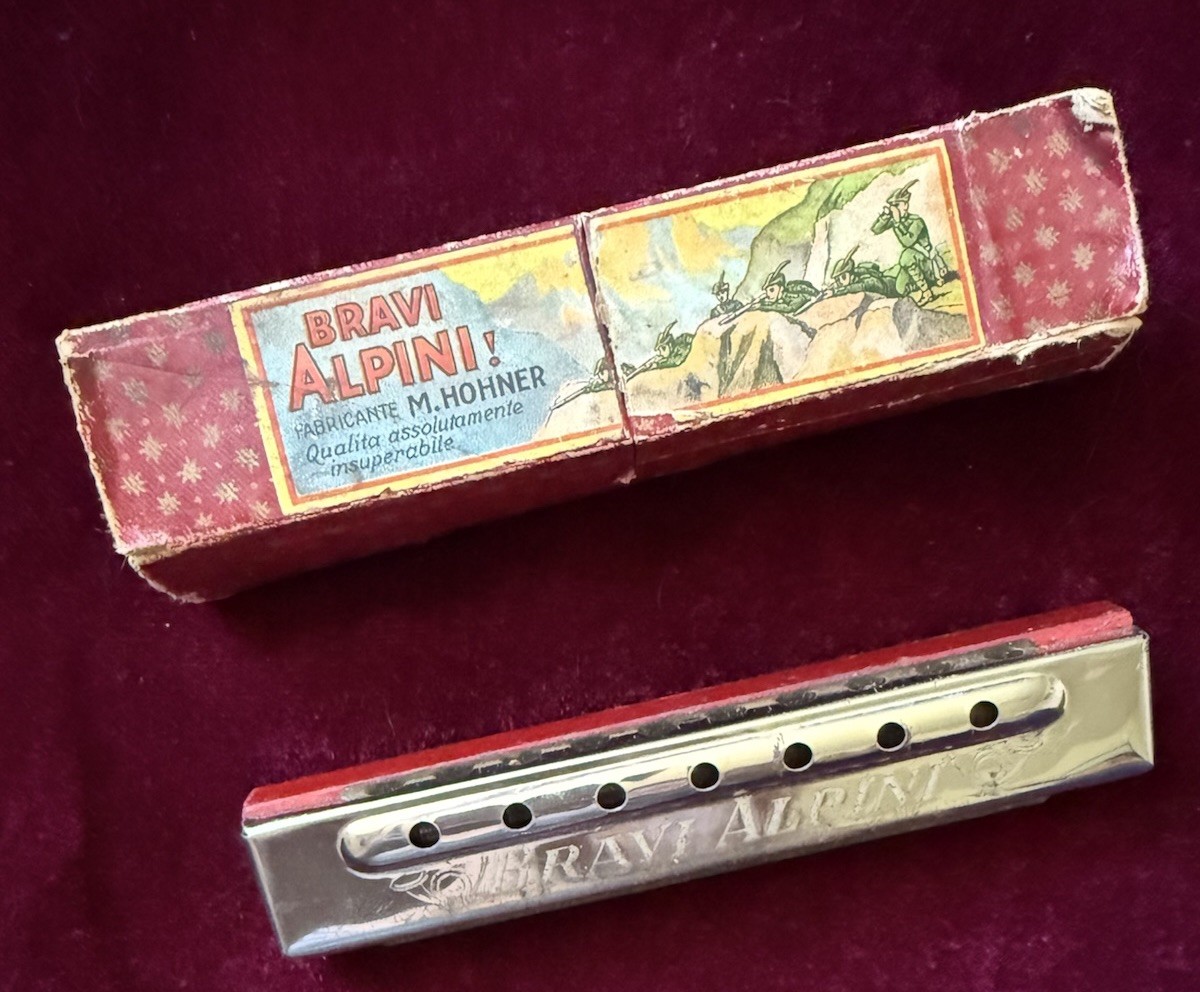 BRAVI
ALPINI!
FABRICANTE M. HOHNER
Qualita assolutamente
insuperabile
BRAVI ALPINI